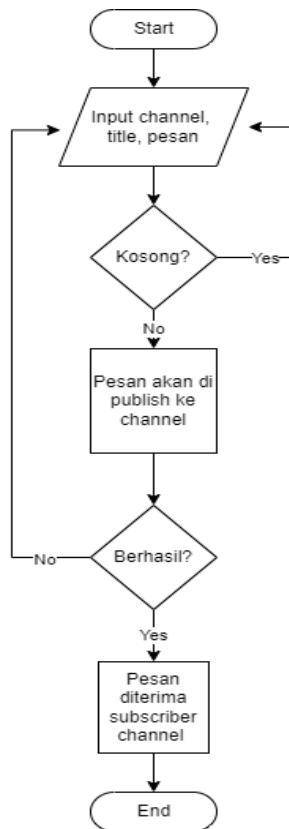 Start
Input channel,
title, pesan
Kosong?
Yes
No
Pesan akan di
publish ke
channel
Berhasil?
No
Yes
Pesan
diterima
subscriber
channel
End